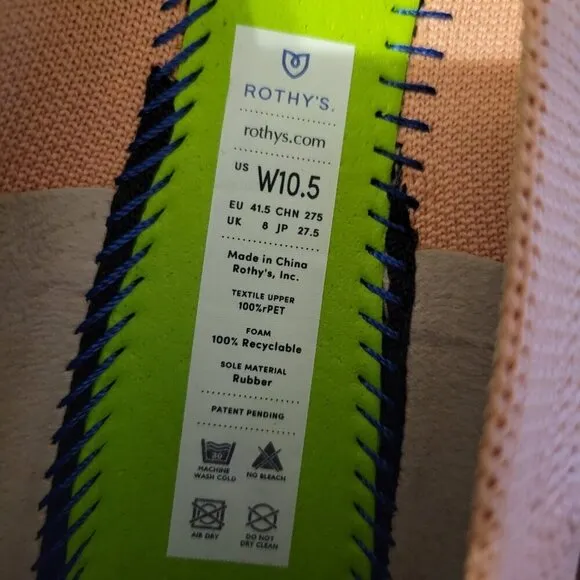 ROTHY'S.
rothys.com
US W10.5
EU 41.5 CHN 275
UK 8 JP 27.5
Made in China
Rothy's, Inc.
TEXTILE UPPER
100%rPET
FOAM
100% Recyclable
SOLE MATERIAL
Rubber
PATENT PENDING
30
MACHINE WASH COLD
NO BLEACH
AIR DRY
DO NOT DRY CLEAN